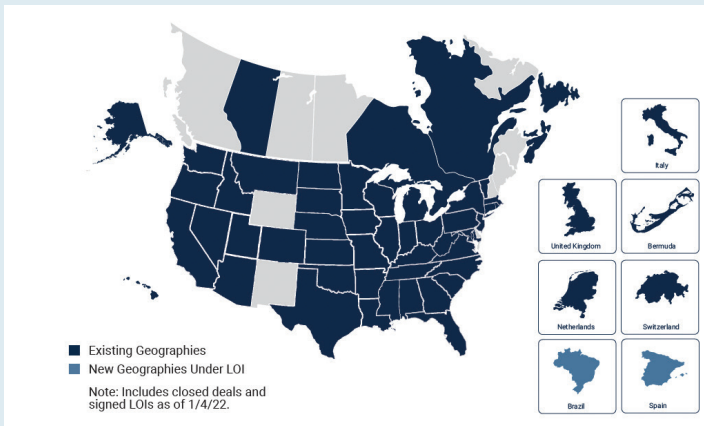 Italy
United Kingdom
Bermuda
Netherlands
Switzerland
Brazil
Spain
Existing Geographies
New Geographies Under LOI
Note: Includes closed deals and
signed LOIs as of 1/4/22.